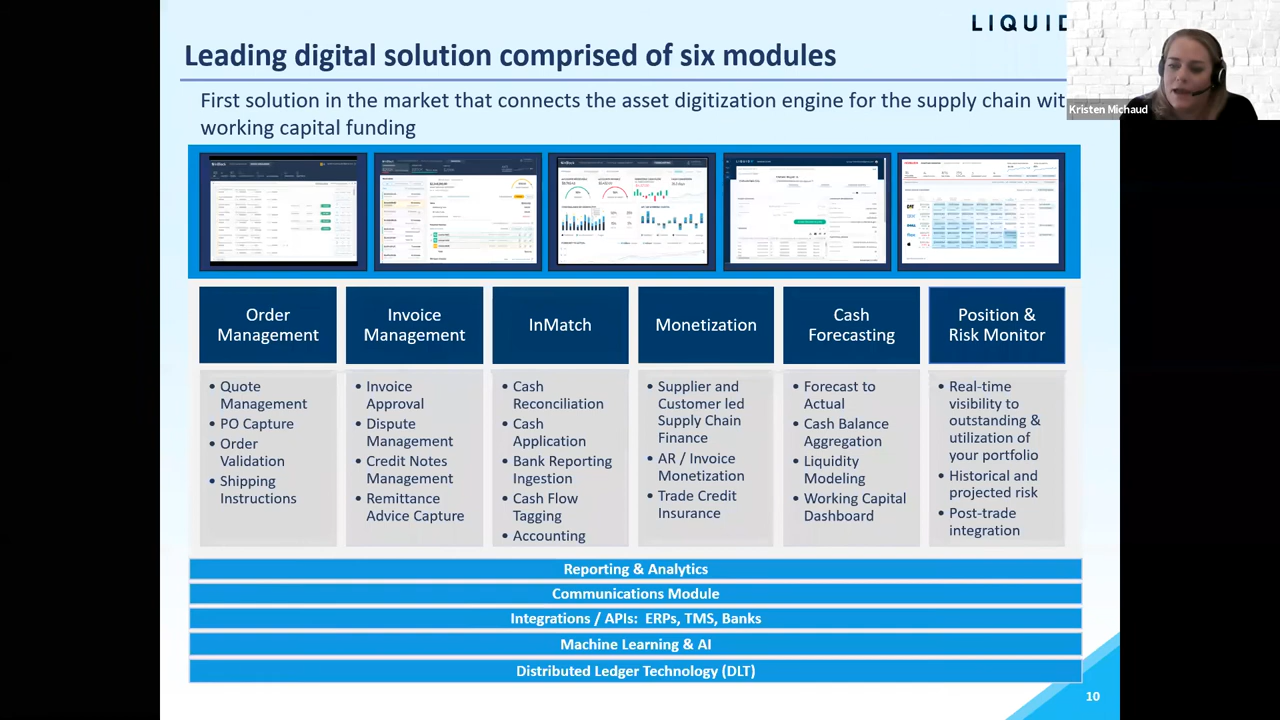 LIQUID
Leading digital solution comprised of six modules
First solution in the market that connects the asset digitization engine for the supply chain wit
working capital funding
Kristen Michaud
Order
Management
Invoice
Management
InMatch
Monetization
Cash
Forecasting
Position &
Risk Monitor
• Quote
Management
• PO Capture
• Order
Validation
• Shipping
Instructions
• Invoice
Approval
• Dispute
Management
• Credit Notes
Management
• Remittance
Advice Capture
• Cash
Reconciliation
• Cash
Application
• Bank Reporting
Ingestion
• Cash Flow
Tagging
• Accounting
• Supplier and
Customer led
Supply Chain
Finance
• AR / Invoice
Monetization
• Trade Credit
Insurance
• Forecast to
Actual
• Cash Balance
Aggregation
• Liquidity
Modeling
• Working Capital
Dashboard
• Real-time
visibility to
outstanding &
utilization of
your portfolio
• Historical and
projected risk
• Post-trade
integration
Reporting & Analytics
Communications Module
Integrations / APIs: ERPs, TMS, Banks
Machine Learning & AI
Distributed Ledger Technology (DLT)
10